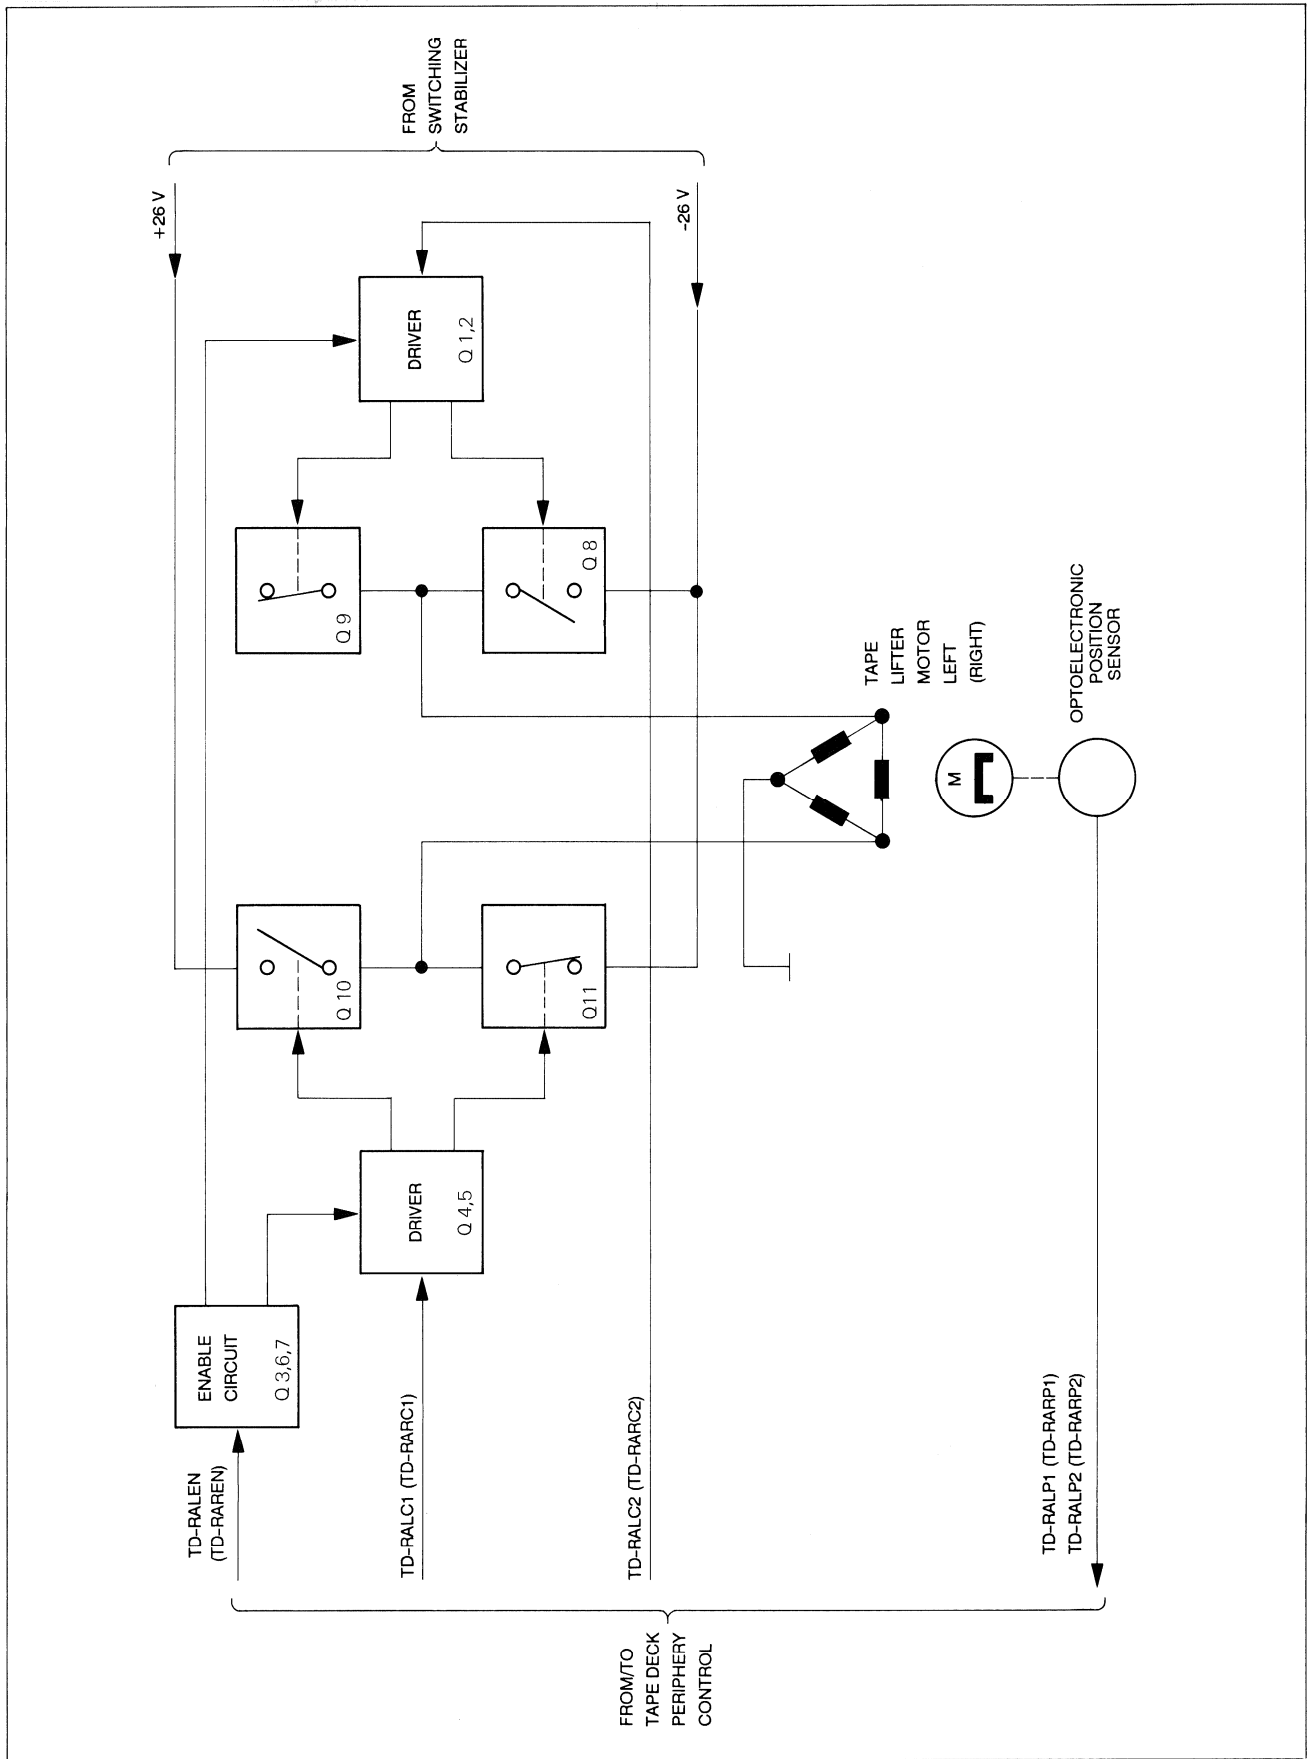 FROM/TO
TAPE DECK
PERIPHERY
CONTROL
TD-RALEN
(TD-RAREN)
TD-RALC1 (TD-RARC1)
TD-RALC2 (TD-RARC2)
TD-RALP1 (TD-RARP1)
TD-RALP2 (TD-RARP2)
ENABLE
CIRCUIT
Q 3,6,7
DRIVER
Q 4,5
Q 10
Q11
Q 9
Q 8
DRIVER
Q 1,2
+26 V
-26 V
FROM
SWITCHING
STABILIZER
TAPE
LIFTER
MOTOR
LEFT
(RIGHT)
M
OPTOELECTRONIC
POSITION
SENSOR